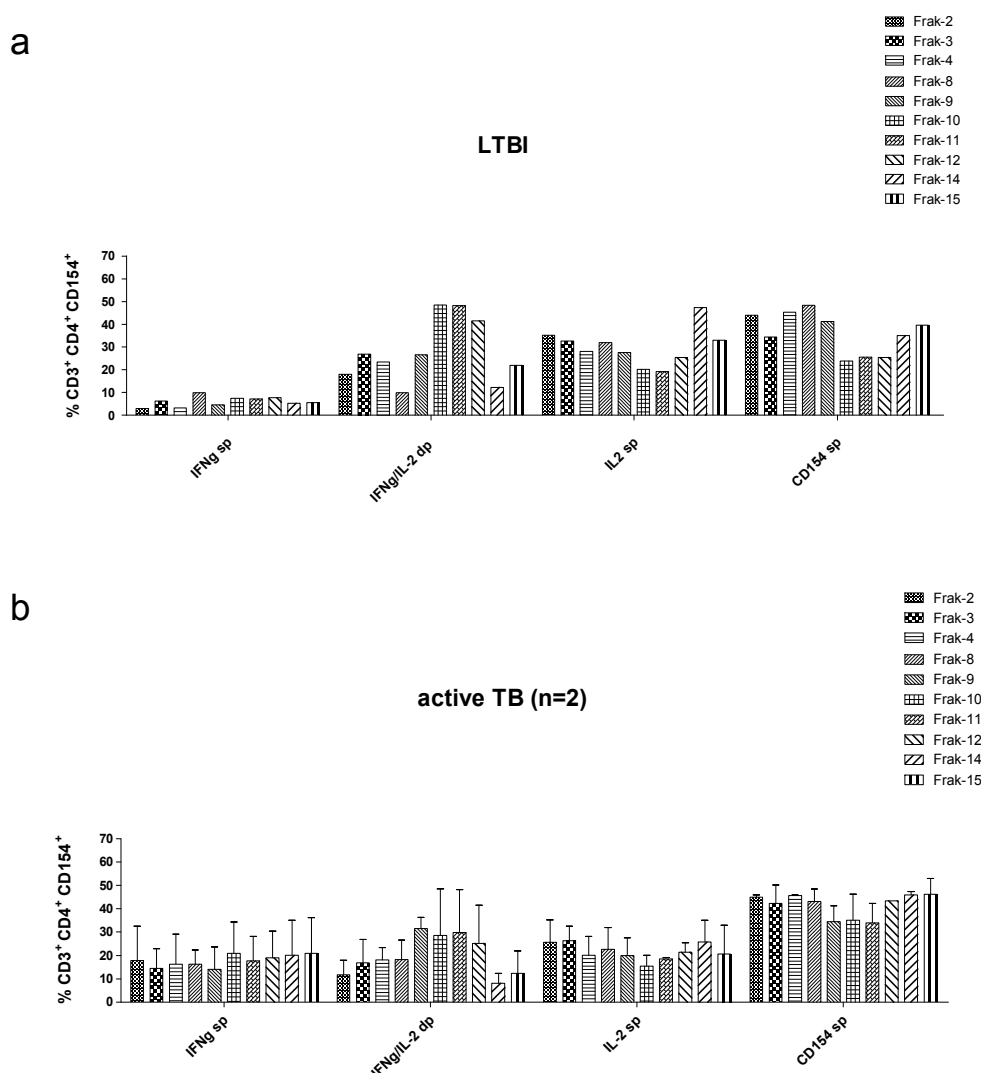 a
Frak-2
Frak-3
Frak-4
Frak-8
Frak-9
Frak-10
Frak-11
Frak-12
Frak-14
Frak-15
LTBI
% CD3⁺ CD4⁺ CD154⁺
70
60
50
40
30
20
10
0
IFNg sp
IFNg/IL-2 dp
IL2 sp
CD154 sp
b
Frak-2
Frak-3
Frak-4
Frak-8
Frak-9
Frak-10
Frak-11
Frak-12
Frak-14
Frak-15
active TB (n=2)
% CD3⁺ CD4⁺ CD154⁺
70
60
50
40
30
20
10
0
IFNg sp
IFNg/IL-2 dp
IL-2 sp
CD154 sp